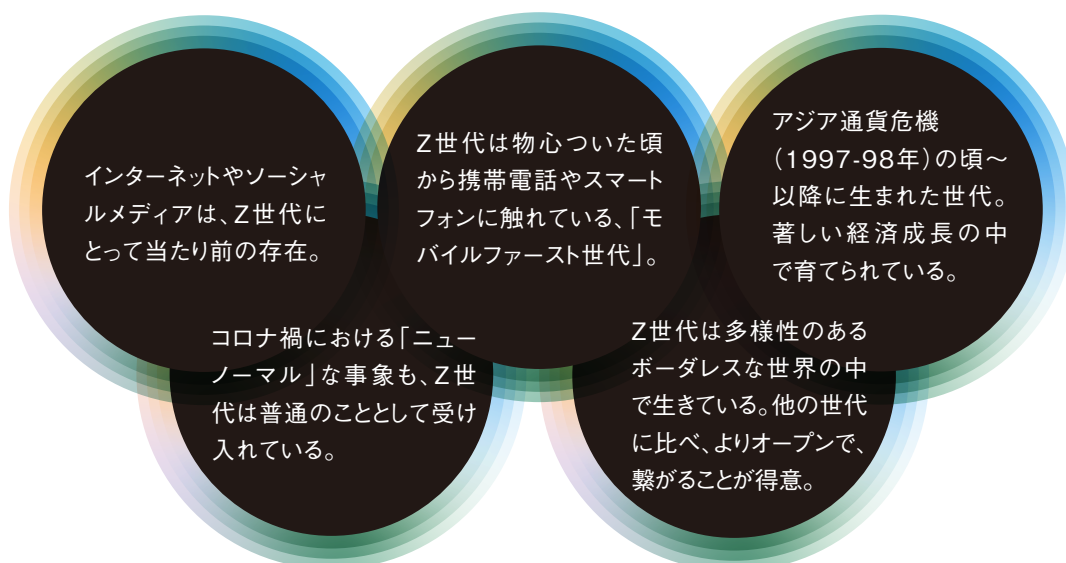 インターネットやソーシャ
ルメディアは、Z世代に
とって当たり前の存在。
Z世代は物心ついた頃
から携帯電話やスマート
フォンに触れている、「モ
バイルファースト世代」。
アジア通貨危機
（1997-98年）の頃〜
以降に生まれた世代。
著しい経済成長の中
で育てられている。
コロナ禍における「ニュー
ノーマル」な事象も、Z世
代は普通のこととして受け
入れている。
Z世代は多様性のある
ボーダレスな世界の中
で生きている。他の世代
に比べ、よりオープンで、
繋がることが得意。